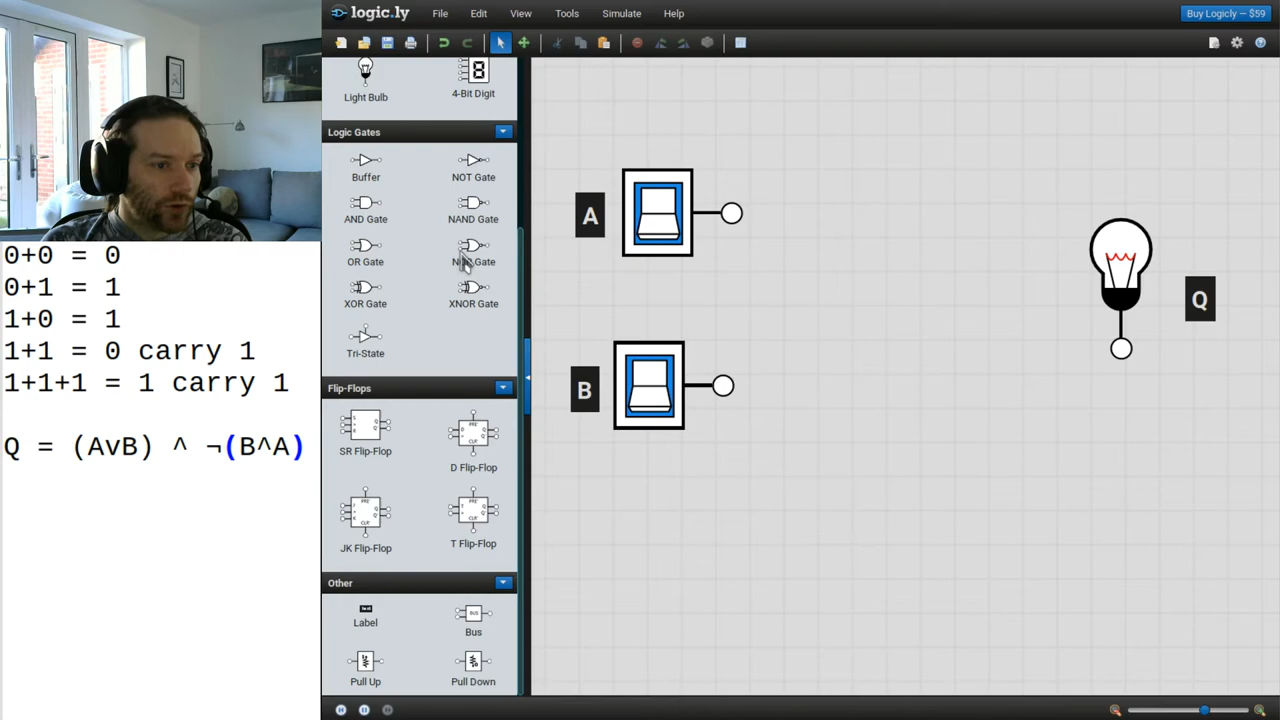 logic.ly
File Edit View Tools Simulate Help
Buy Logicly — $59
Light Bulb
4-Bit Digit
Logic Gates
Buffer
NOT Gate
AND Gate
NAND Gate
OR Gate
Gate
XOR Gate
XNOR Gate
Tri-State
Flip-Flops
SR Flip-Flop
D Flip-Flop
JK Flip-Flop
T Flip-Flop
Other
Label
Bus
Pull Up
Pull Down
0+0 = 0
0+1 = 1
1+0 = 1
1+1 = 0 carry 1
1+1+1 = 1 carry 1
Q = (AvB) ^ ¬(B^A)
A
B
Q